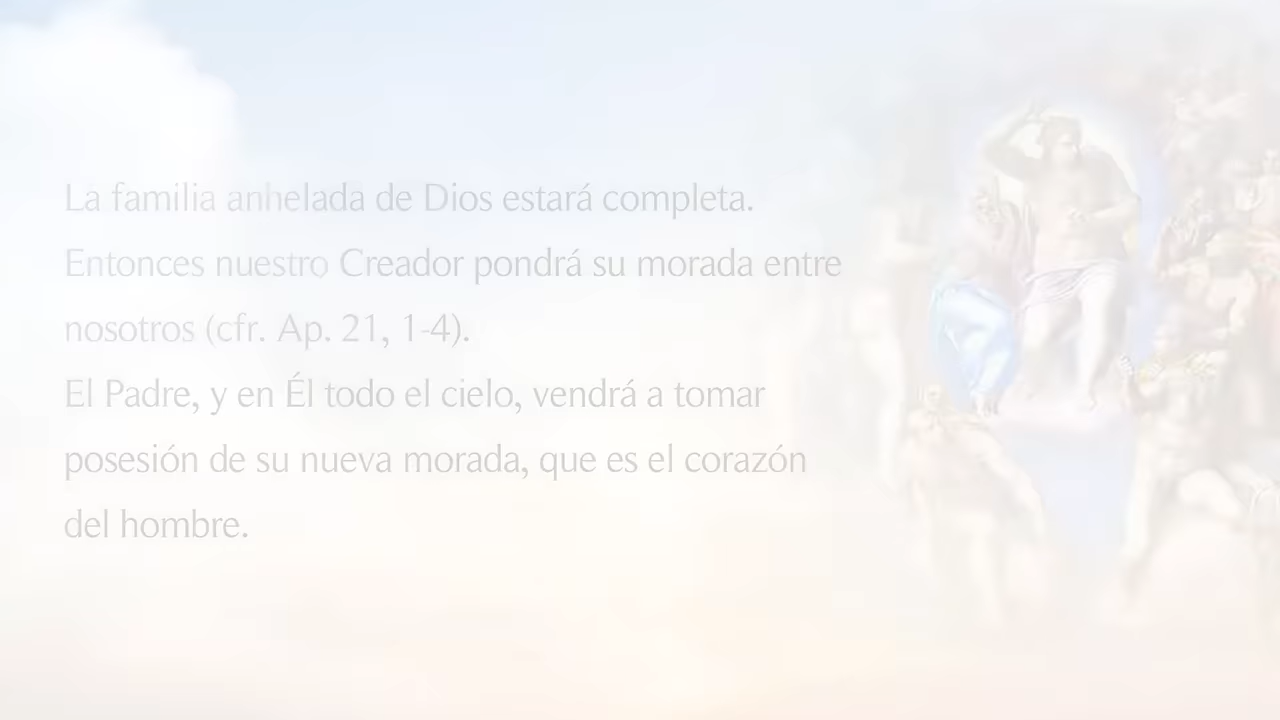 La familia anhelada de Dios estará completa.
Entonces nuestro Creador pondrá su morada entre
nosotros (cfr. Ap. 21, 1-4).
El Padre, y en Él todo el cielo, vendrá a tomar
posesión de su nueva morada, que es el corazón
del hombre.